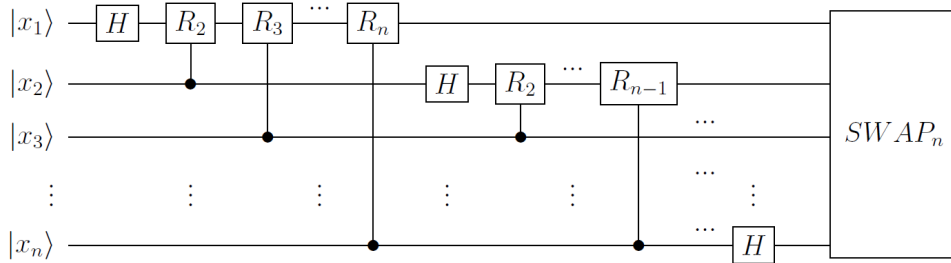 |x₁⟩ H R₂ R₃ ... Rₙ
|x₂⟩ H R₂ ... Rₙ₋₁
|x₃⟩ ... SWAPₙ
⋮ ⋮ ⋮ ⋮ ⋮ ... ⋮
|xₙ⟩ ... H